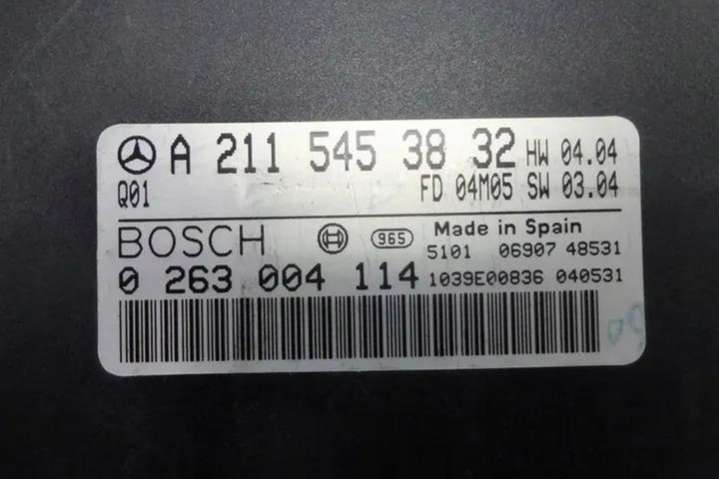 A 211 545 38 32 HW 04.04
Q01 FD 04M05 SW 03.04
BOSCH 965 Made in Spain
5101 06907 48531
0 263 004 114 1039E00836 040531